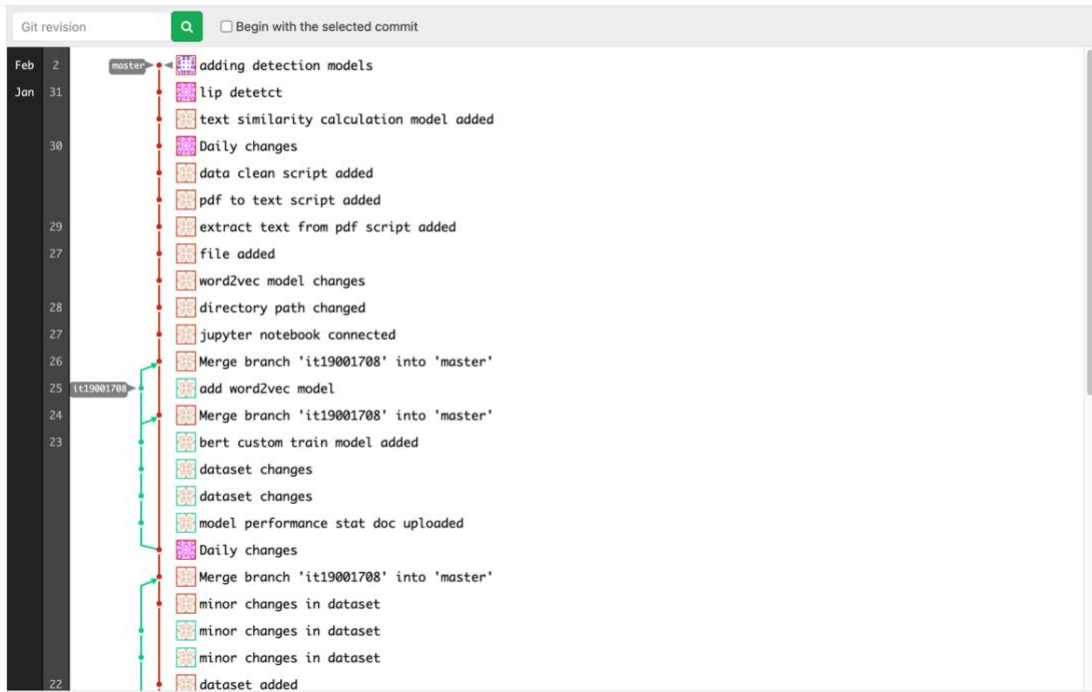 Git revision Begin with the selected commit
Feb 2 master adding detection models
Jan 31 lip detetct
text similarity calculation model added
30 Daily changes
data clean script added
pdf to text script added
29 extract text from pdf script added
27 file added
word2vec model changes
28 directory path changed
27 jupyter notebook connected
26 Merge branch 'it19001708' into 'master'
25 it19001708 add word2vec model
24 Merge branch 'it19001708' into 'master'
23 bert custom train model added
dataset changes
dataset changes
model performance stat doc uploaded
Daily changes
Merge branch 'it19001708' into 'master'
minor changes in dataset
minor changes in dataset
minor changes in dataset
22 dataset added